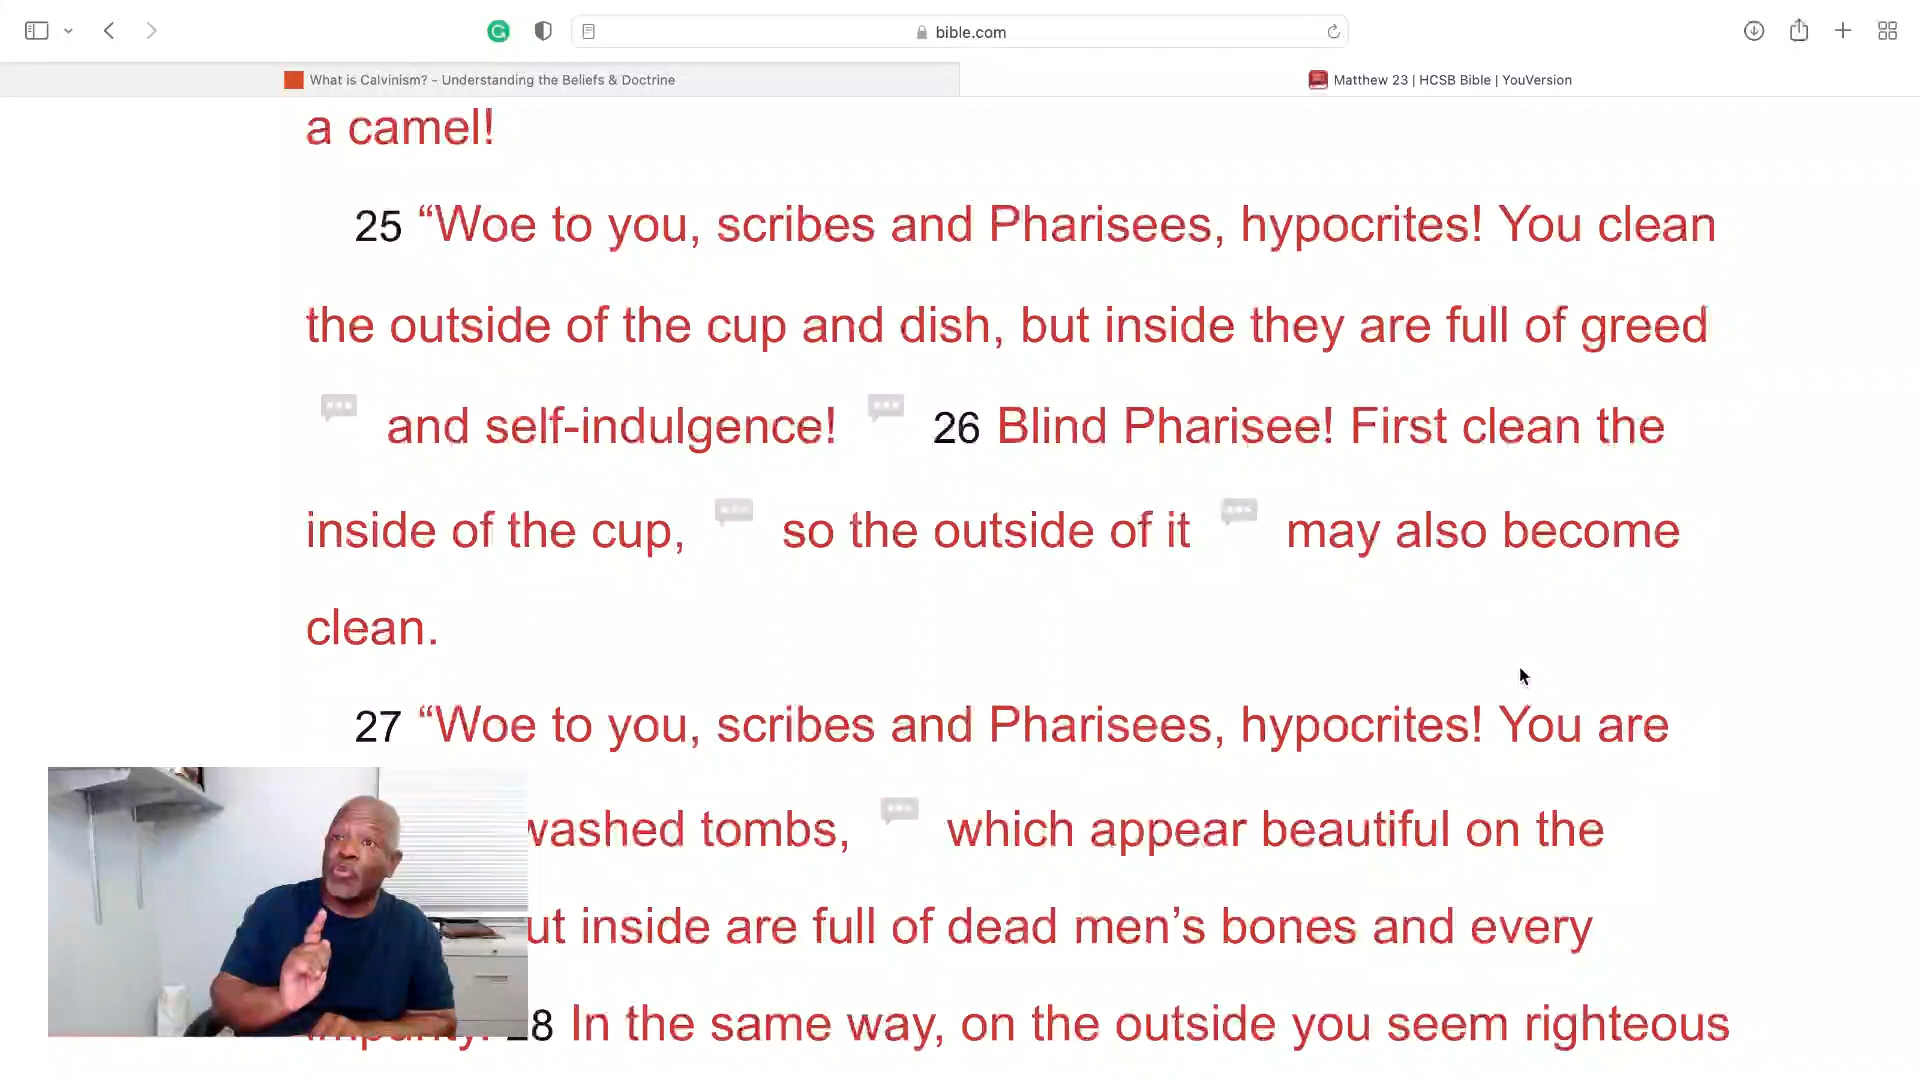 bible.com
What is Calvinism? - Understanding the Beliefs & Doctrine
Matthew 23 | HCSB Bible | YouVersion
a camel!
25 “Woe to you, scribes and Pharisees, hypocrites! You clean
the outside of the cup and dish, but inside they are full of greed
and self-indulgence! 26 Blind Pharisee! First clean the
inside of the cup, so the outside of it may also become
clean.
27 “Woe to you, scribes and Pharisees, hypocrites! You are
washed tombs, which appear beautiful on the
ut inside are full of dead men’s bones and every
8 In the same way, on the outside you seem righteous